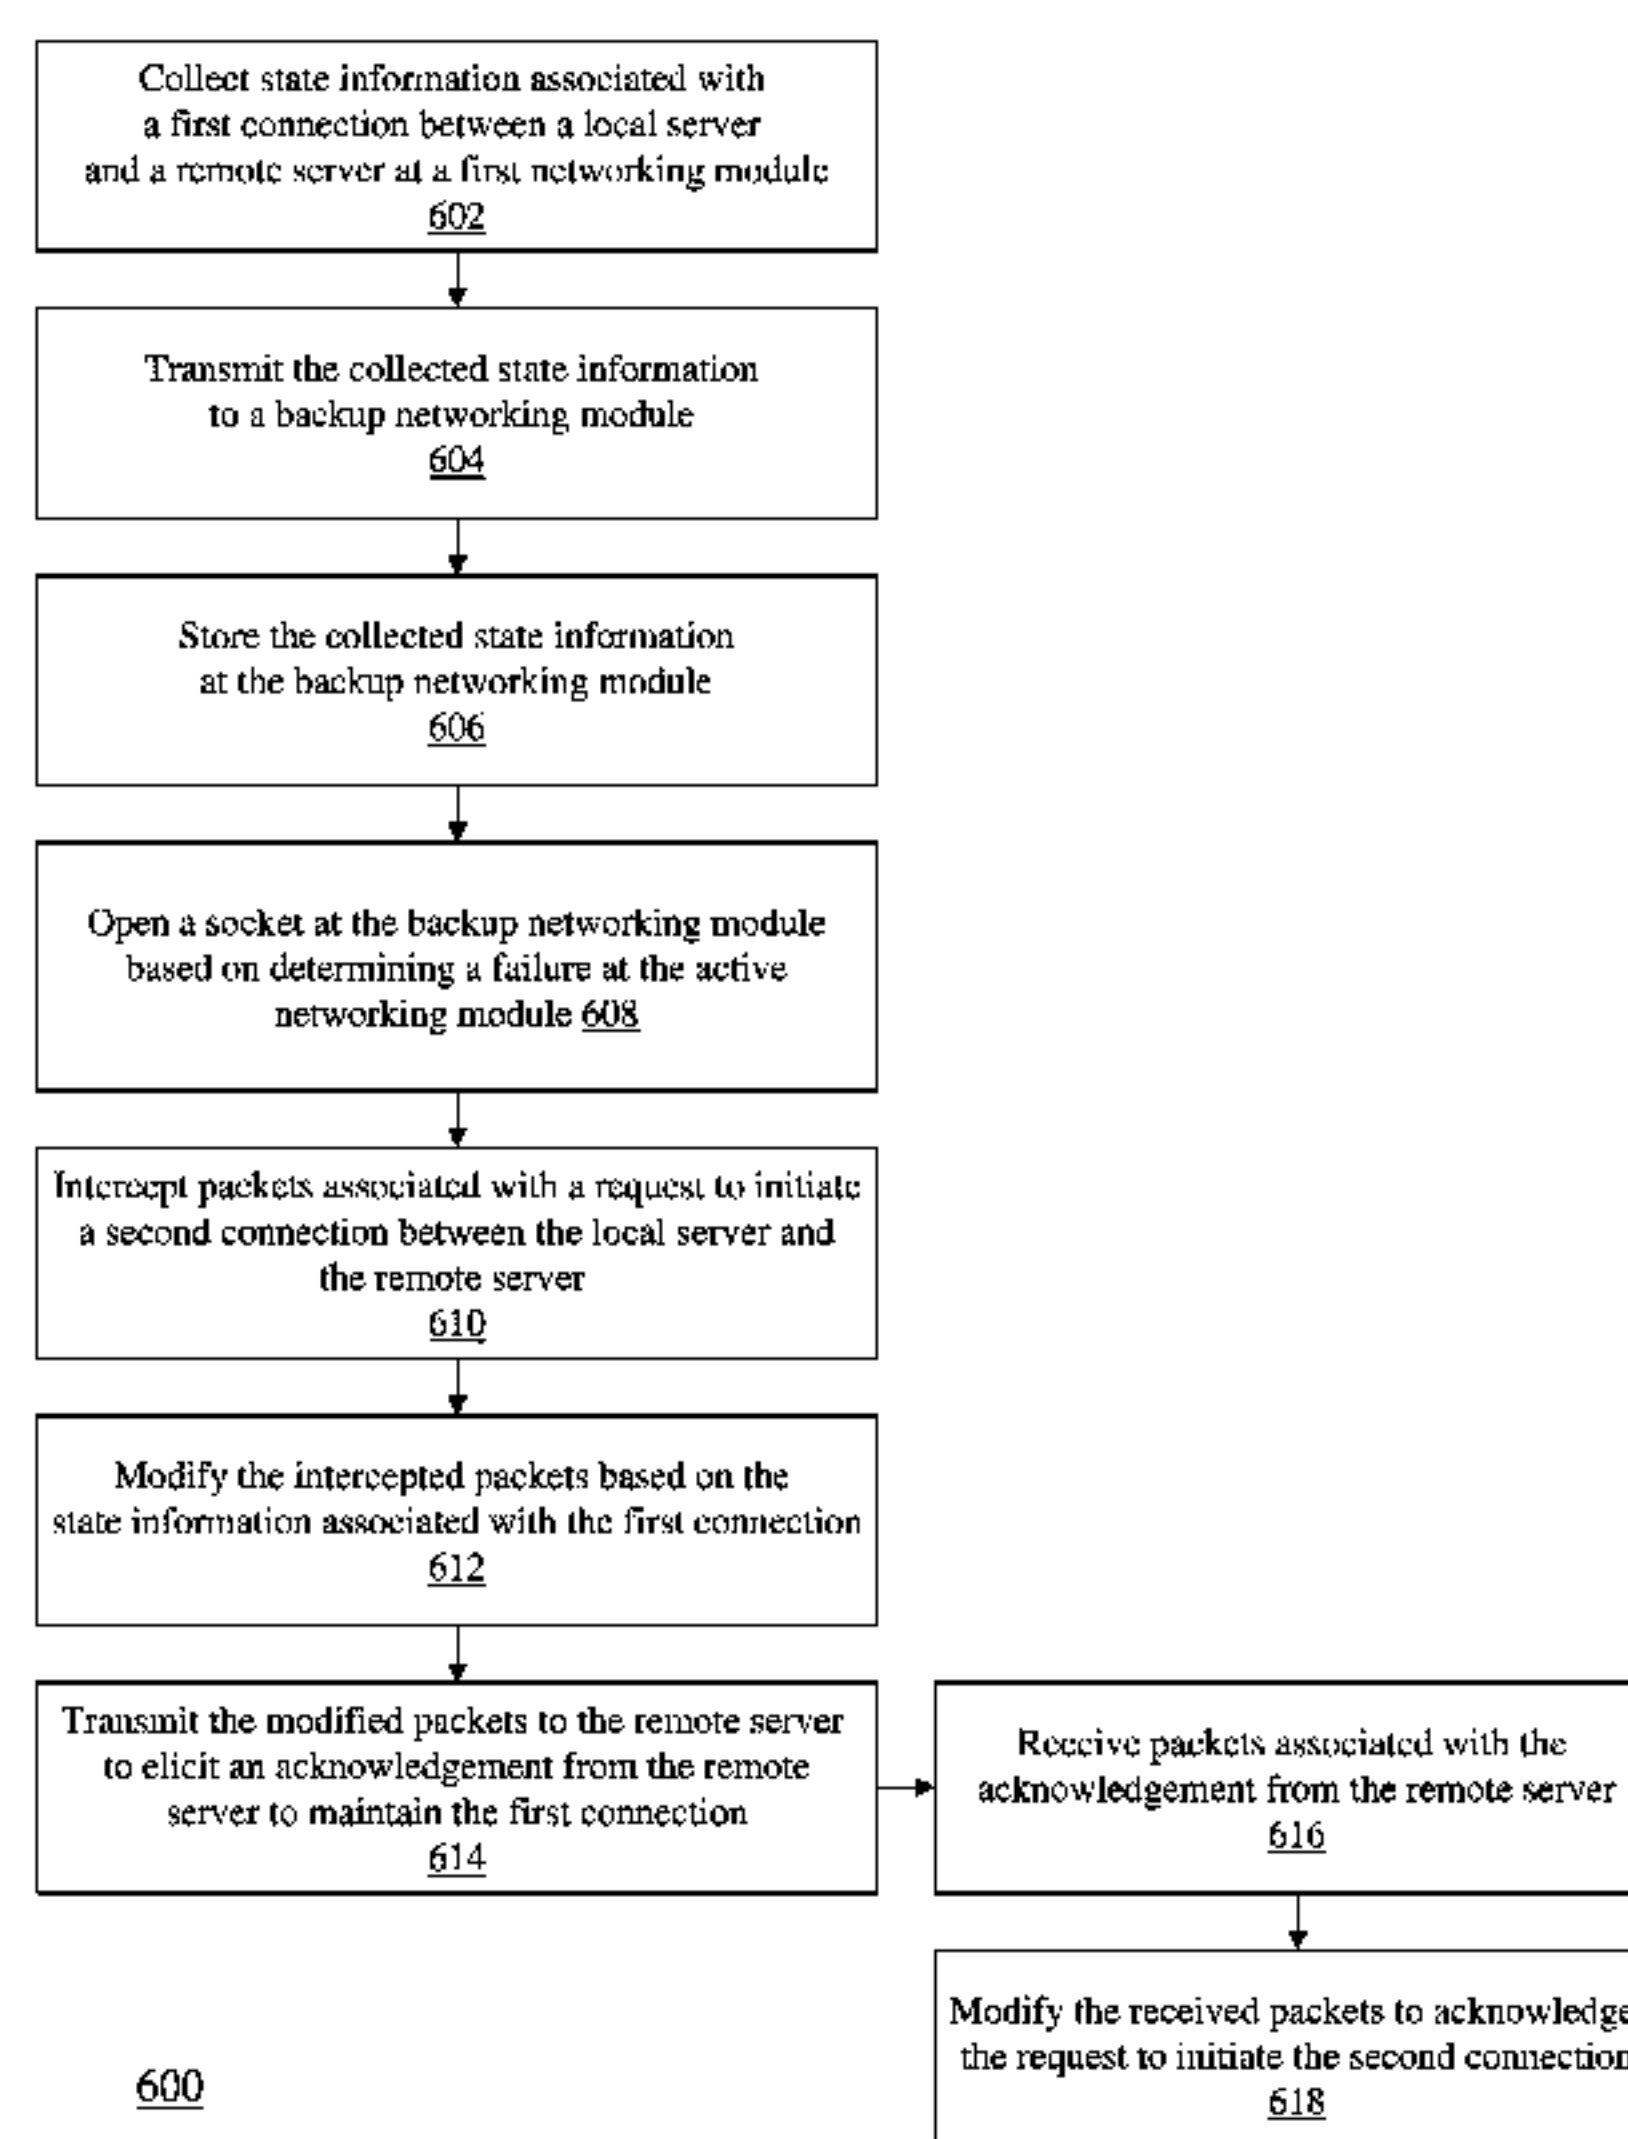 Collect state information associated with
a first connection between a local server
and a remote server at a first networking module
602
Transmit the collected state information
to a backup networking module
604
Store the collected state information
at the backup networking module
606
Open a socket at the backup networking module
based on determining a failure at the active
networking module 608
Intercept packets associated with a request to initiate
a second connection between the local server and
the remote server
610
Modify the intercepted packets based on the
state information associated with the first connection
612
Transmit the modified packets to the remote server
to elicit an acknowledgement from the remote
server to maintain the first connection
614
Receive packets associated with the
acknowledgement from the remote server
616
Modify the received packets to acknowledge
the request to initiate the second connection
618
600